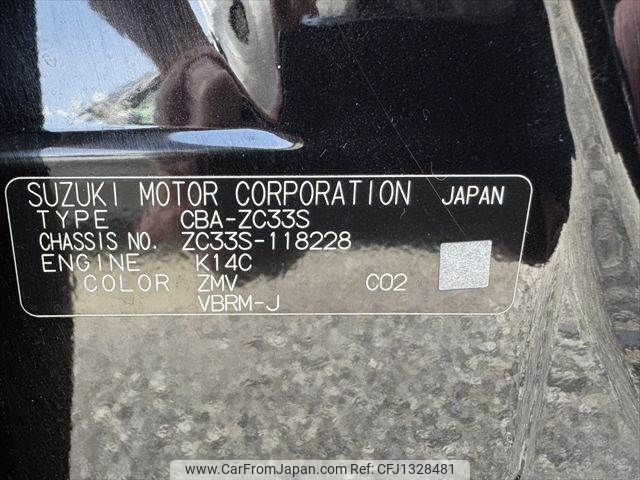 SUZUKI MOTOR CORPORATION JAPAN
TYPE CBA-ZC33S
CHASSIS NO. ZC33S-118228
ENGINE K14C
COLOR ZMV C02
VBRM-J
www.CarFromJapan.com CFJ1328481